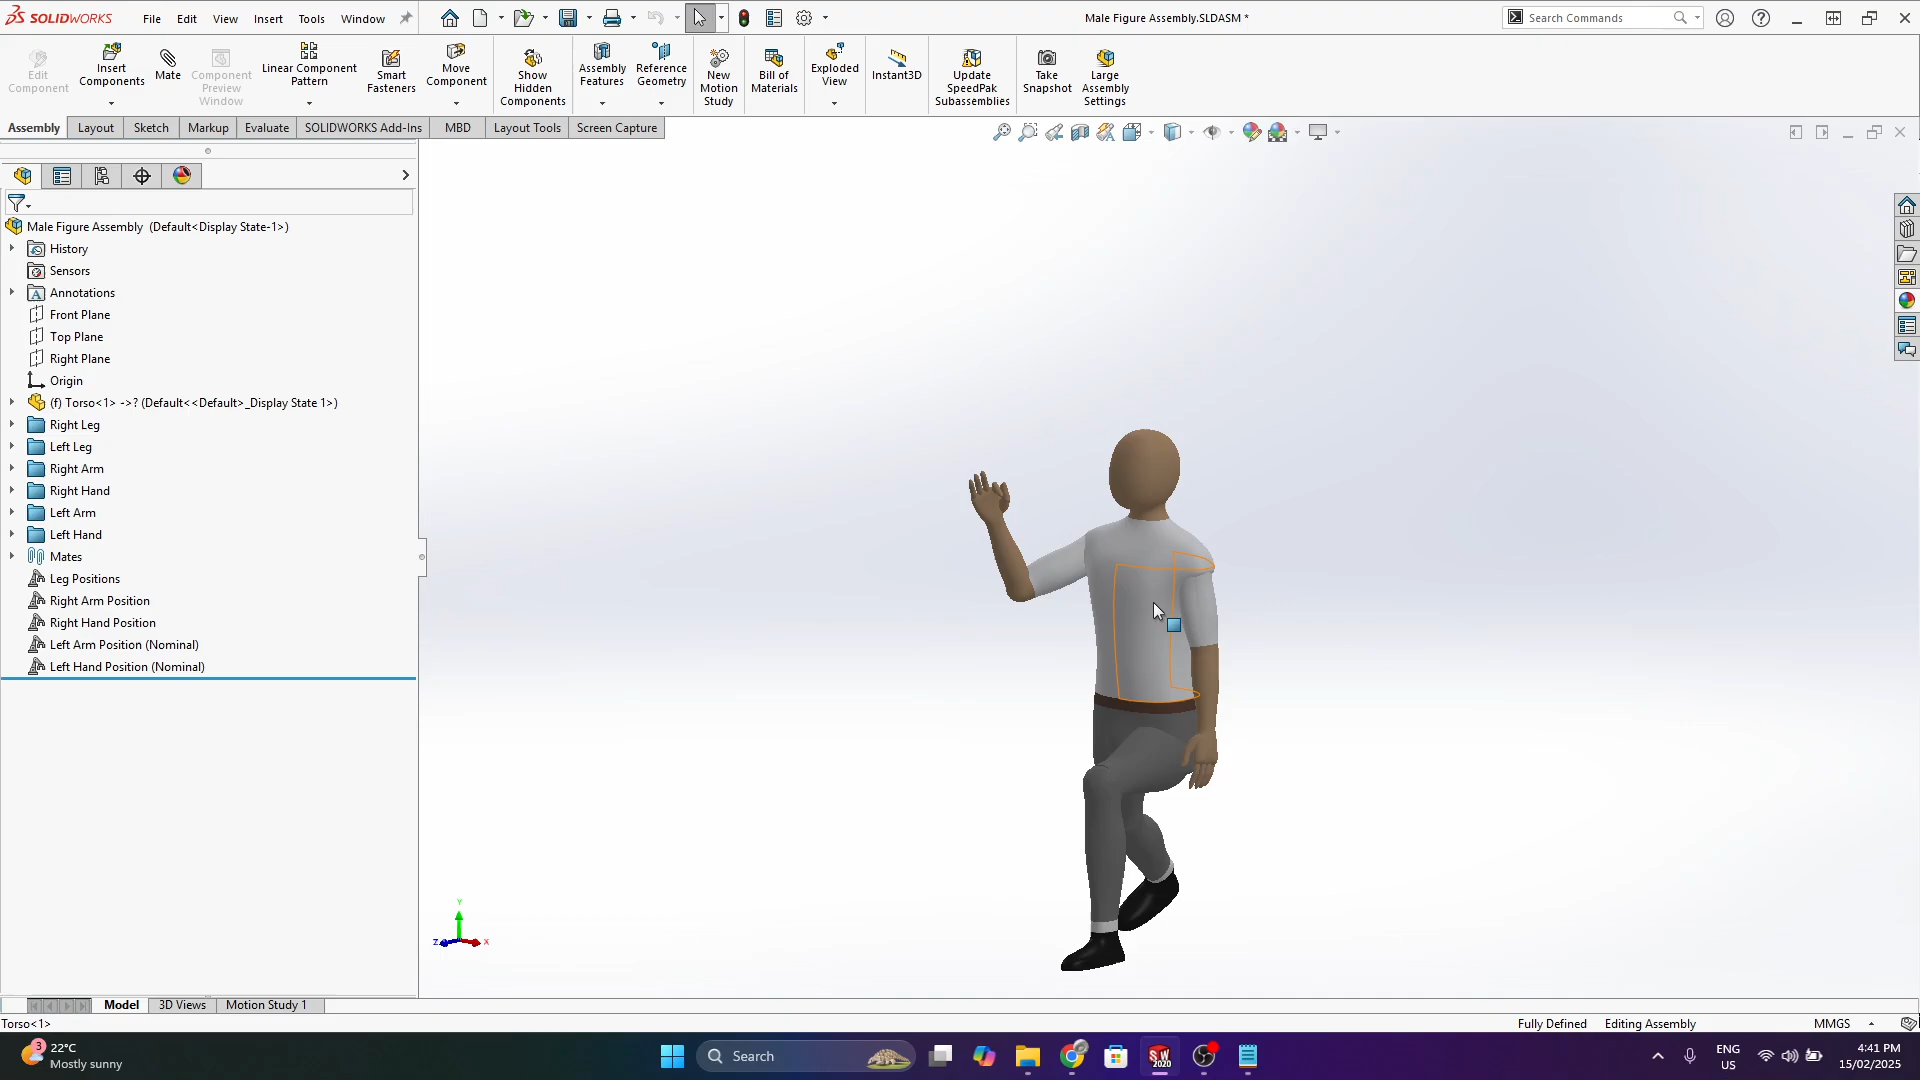 SOLIDWORKS File Edit View Insert Tools Window Male Figure Assembly.SLDASM * Search Commands
Edit Component
Insert Components
Mate
Component Preview Window
Linear Component Pattern
Smart Fasteners
Move Component
Show Hidden Components
Assembly Features
Reference Geometry
New Motion Study
Bill of Materials
Exploded View
Instant3D
Update SpeedPak Subassemblies
Take Snapshot
Large Assembly Settings
Assembly Layout Sketch Markup Evaluate SOLIDWORKS Add-Ins MBD Layout Tools Screen Capture
Male Figure Assembly (Default<Display State-1>)
History
Sensors
Annotations
Front Plane
Top Plane
Right Plane
Origin
(f) Torso<1> ->? (Default<<Default>_Display State 1>)
Right Leg
Left Leg
Right Arm
Right Hand
Left Arm
Left Hand
Mates
Leg Positions
Right Arm Position
Right Hand Position
Left Arm Position (Nominal)
Left Hand Position (Nominal)
Y
Z X
Model 3D Views Motion Study 1
Torso<1> Fully Defined Editing Assembly MMGS
3
22°C
Mostly sunny
Search
SW
2020
ENG
US
4:41 PM
15/02/2025